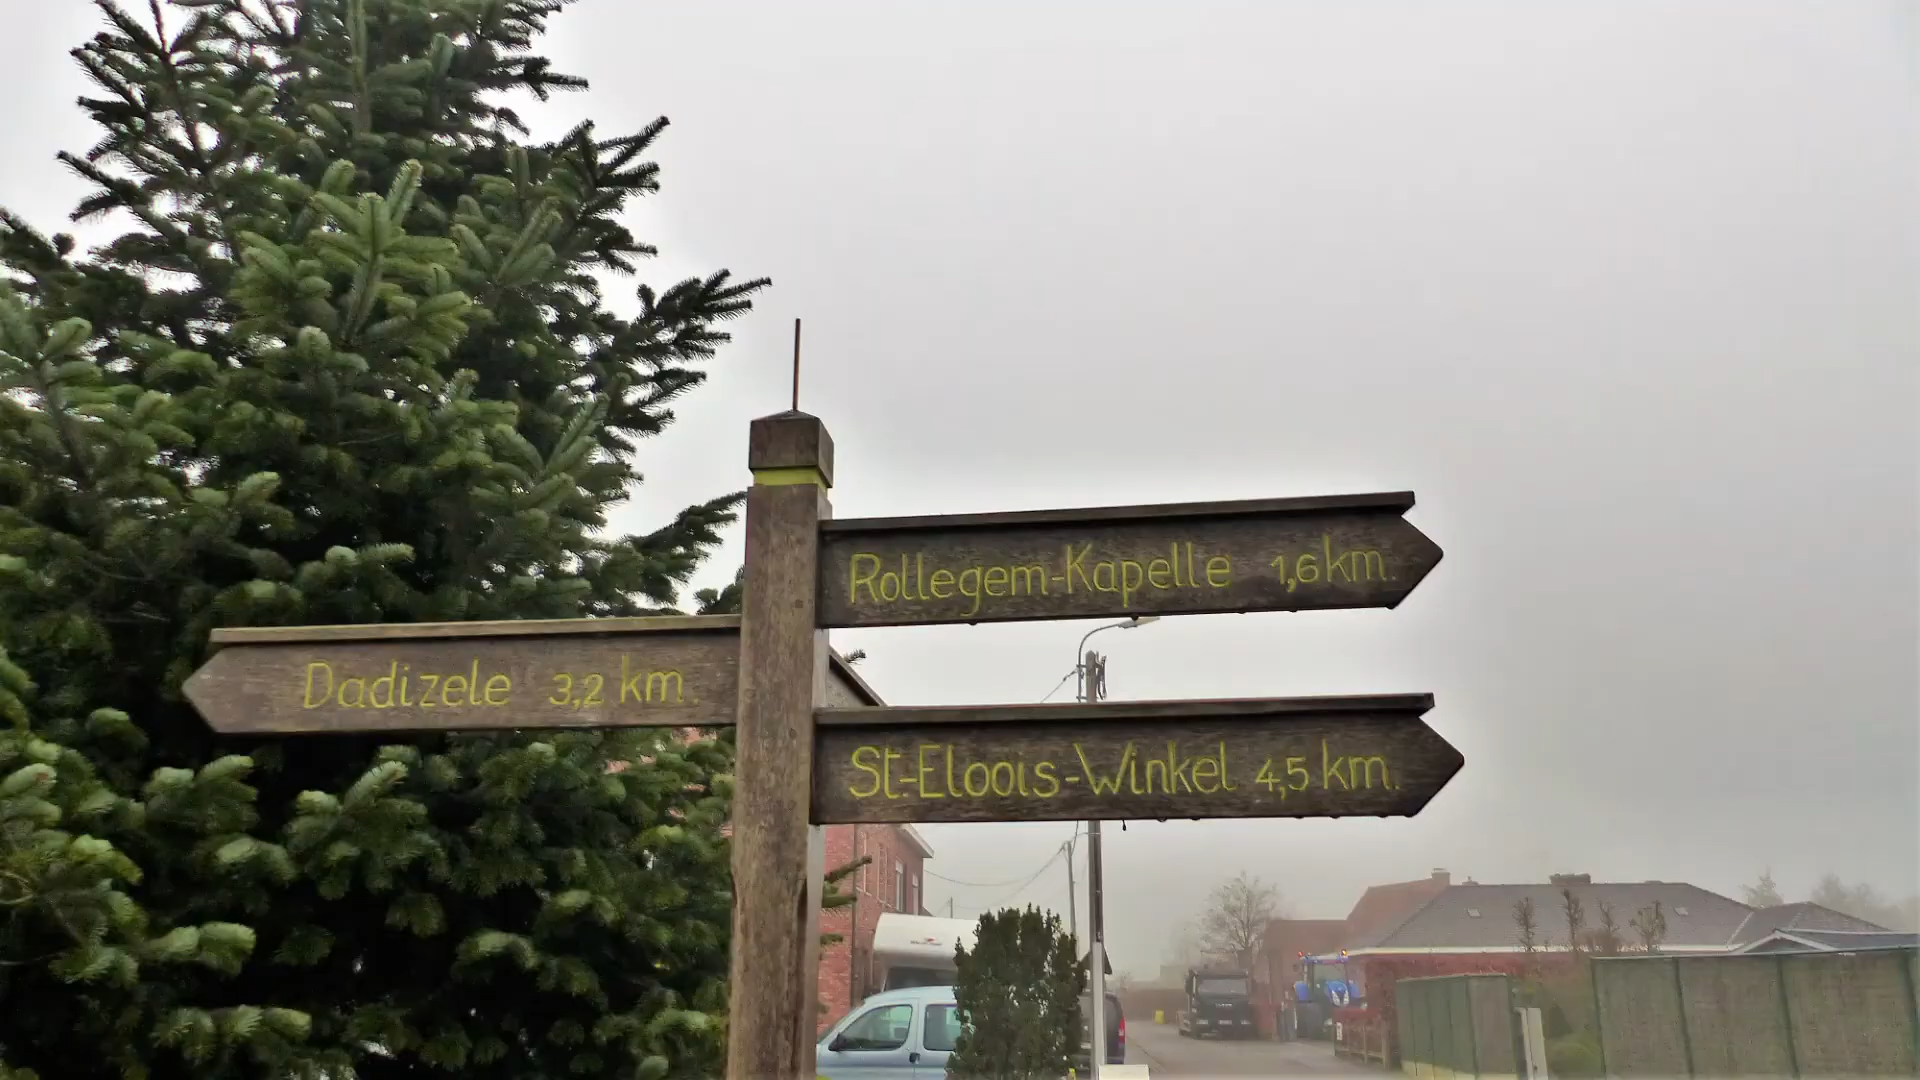 Rollegem-Kapelle 1,6 km.
Dadizele 3,2 km.
St.-Eloois-Winkel 4,5 km.